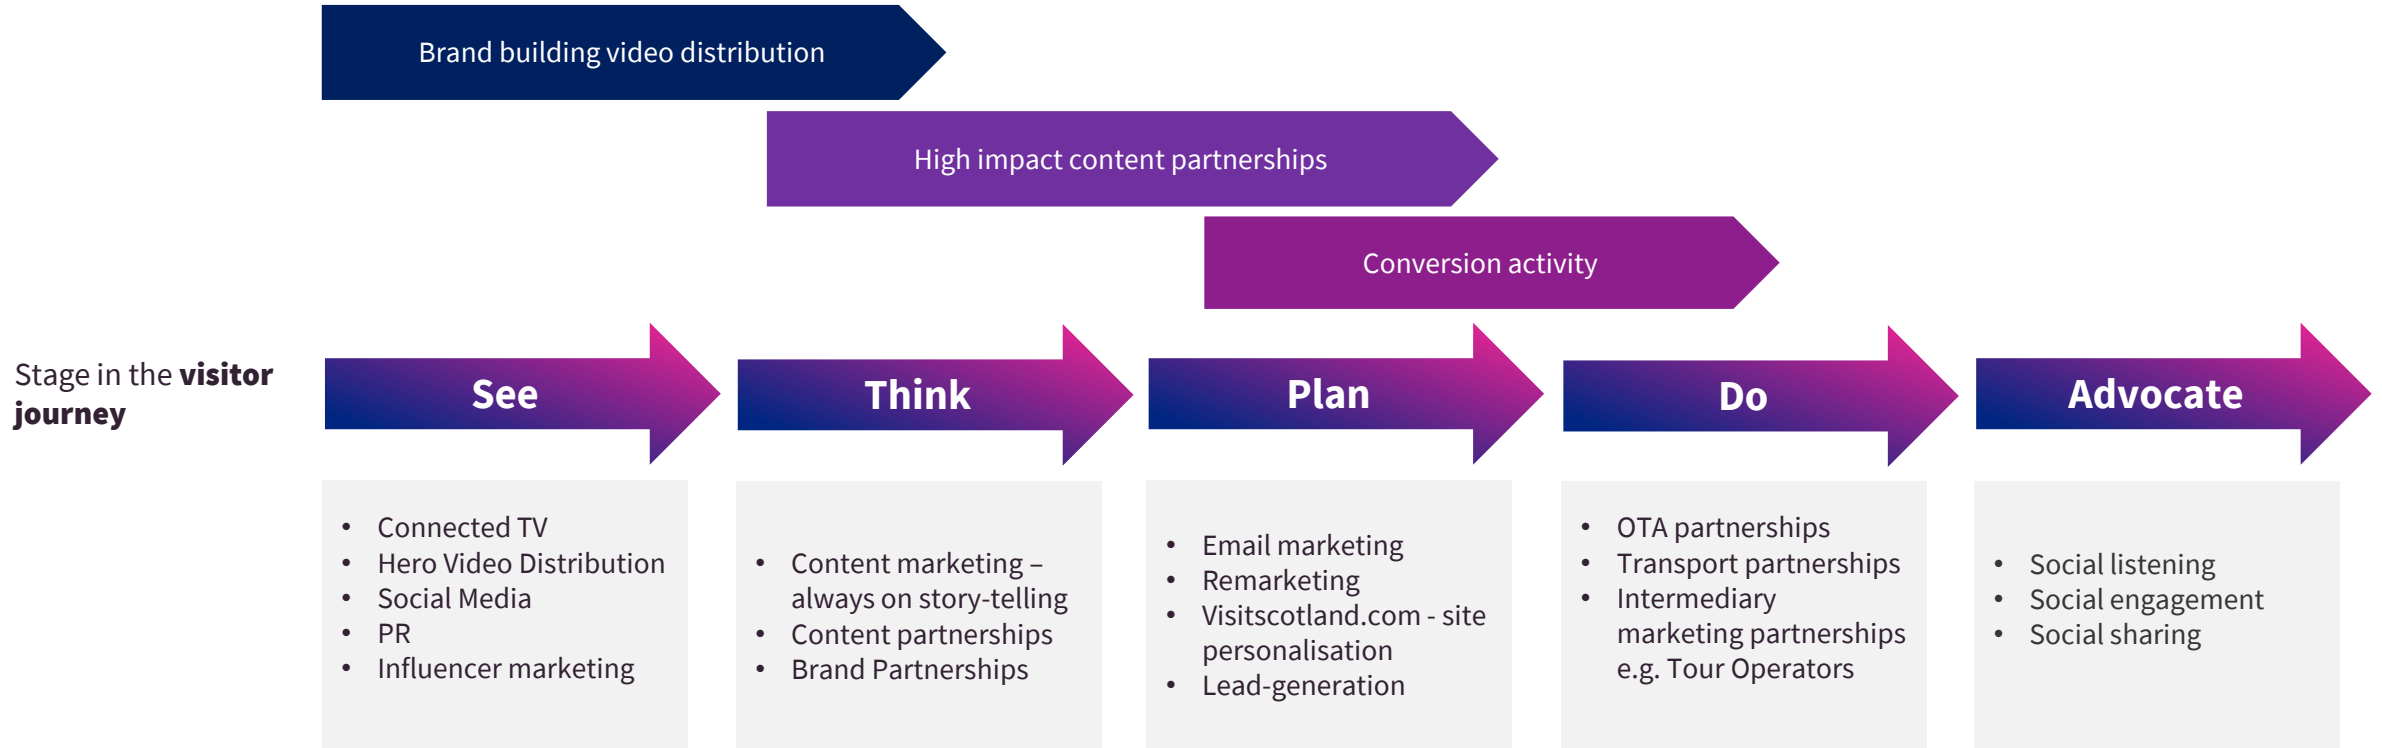 Brand building video distribution
High impact content partnerships
Conversion activity
Stage in the visitor
journey
See
Think
Plan
Do
Advocate
• Connected TV
• Hero Video Distribution
• Social Media
• PR
• Influencer marketing
• Content marketing –
always on story-telling
• Content partnerships
• Brand Partnerships
• Email marketing
• Remarketing
• Visitscotland.com - site
personalisation
• Lead-generation
• OTA partnerships
• Transport partnerships
• Intermediary
marketing partnerships
e.g. Tour Operators
• Social listening
• Social engagement
• Social sharing